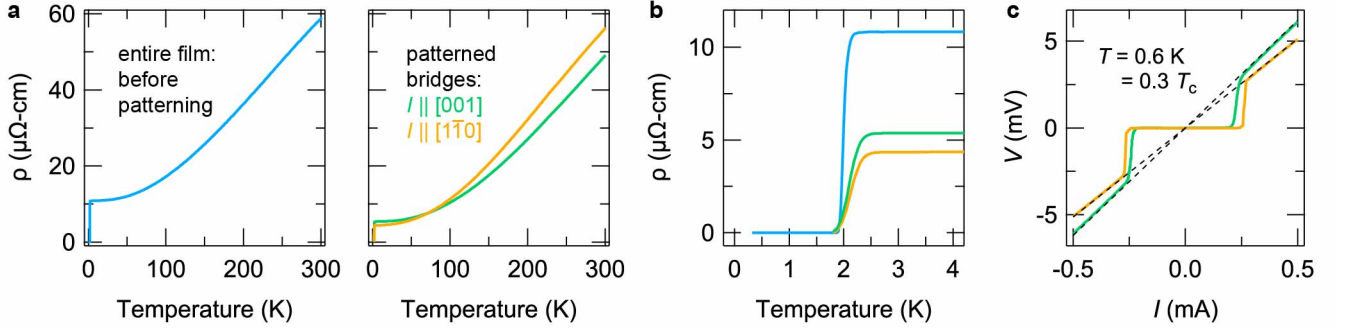 a
60
40
20
0
ρ (μΩ-cm)
entire film:
before
patterning
0 100 200 300
Temperature (K)
patterned
bridges:
I || [001]
I || [11̅0]
0 100 200 300
Temperature (K)
b
10
5
0
ρ (μΩ-cm)
0 1 2 3 4
Temperature (K)
c
5
0
-5
V (mV)
T = 0.6 K
= 0.3 Tc
-0.5 0.0 0.5
I (mA)